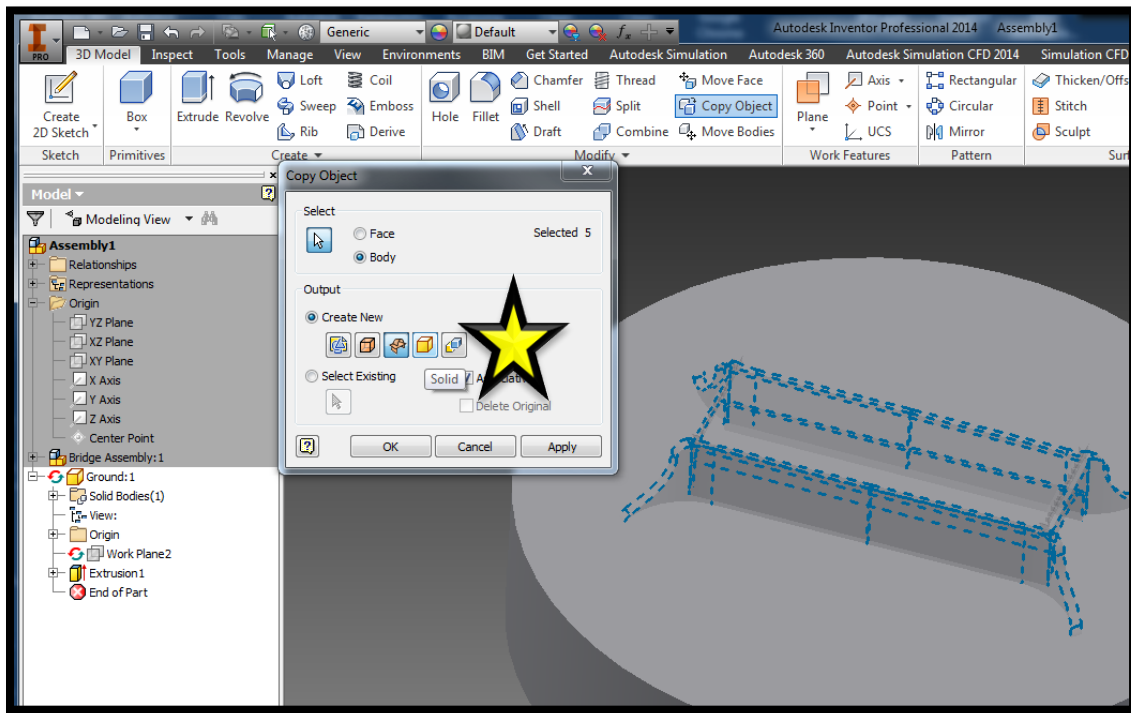 Generic
Default
fx
Autodesk Inventor Professional 2014 Assembly1
PRO
3D Model Inspect Tools Manage View Environments BIM Get Started Autodesk Simulation Autodesk 360 Autodesk Simulation CFD 2014 Simulation CFD
Loft Coil Chamfer Thread Move Face Axis Rectangular Thicken/Offs
Create Box Extrude Revolve Sweep Emboss Hole Fillet Shell Split Copy Object Plane Point Circular Stitch
2D Sketch Rib Derive Draft Combine Move Bodies UCS Mirror Sculpt
Sketch Primitives Create Modify Work Features Pattern Surf
Model
Modeling View
Assembly1
Relationships
Representations
Origin
YZ Plane
XZ Plane
XY Plane
X Axis
Y Axis
Z Axis
Center Point
Bridge Assembly:1
Ground:1
Solid Bodies(1)
View:
Origin
Work Plane2
Extrusion1
End of Part
Copy Object
X
Select
Face Selected 5
Body
Output
Create New
Select Existing
Solid
Delete Original
OK Cancel Apply